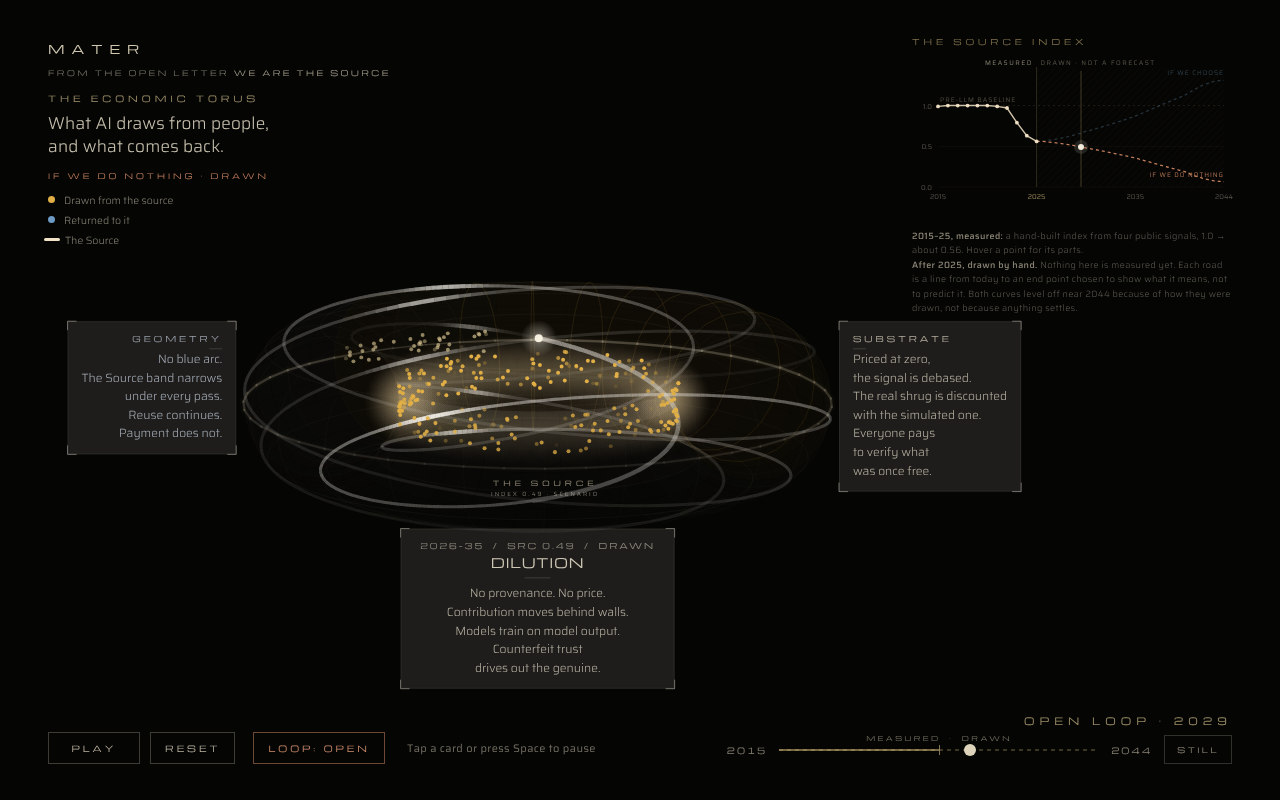 MATER
FROM THE OPEN LETTER WE ARE THE SOURCE
THE ECONOMIC TORUS
What AI draws from people,
and what comes back.
IF WE DO NOTHING · DRAWN
Drawn from the source
Returned to it
The Source
THE SOURCE INDEX
MEASURED DRAWN · NOT A FORECAST
IF WE CHOOSE
PRE-LLM BASELINE
1.0
0.5
IF WE DO NOTHING
0.0
2015 2025 2035 2044
2015–25, measured: a hand-built index from four public signals, 1.0 →
about 0.56. Hover a point for its parts.
After 2025, drawn by hand. Nothing here is measured yet. Each road
is a line from today to an end point chosen to show what it means, not
to predict it. Both curves level off near 2044 because of how they were
drawn, not because anything settles.
GEOMETRY
No blue arc.
The Source band narrows
under every pass.
Reuse continues.
Payment does not.
SUBSTRATE
Priced at zero,
the signal is debased.
The real shrug is discounted
with the simulated one.
Everyone pays
to verify what
was once free.
THE SOURCE
INDEX 0.49 · SCENARIO
2026–35 / SRC 0.49 / DRAWN
DILUTION
No provenance. No price.
Contribution moves behind walls.
Models train on model output.
Counterfeit trust
drives out the genuine.
OPEN LOOP · 2029
MEASURED · DRAWN
PLAY RESET LOOP: OPEN Tap a card or press Space to pause 2015 2044 STILL